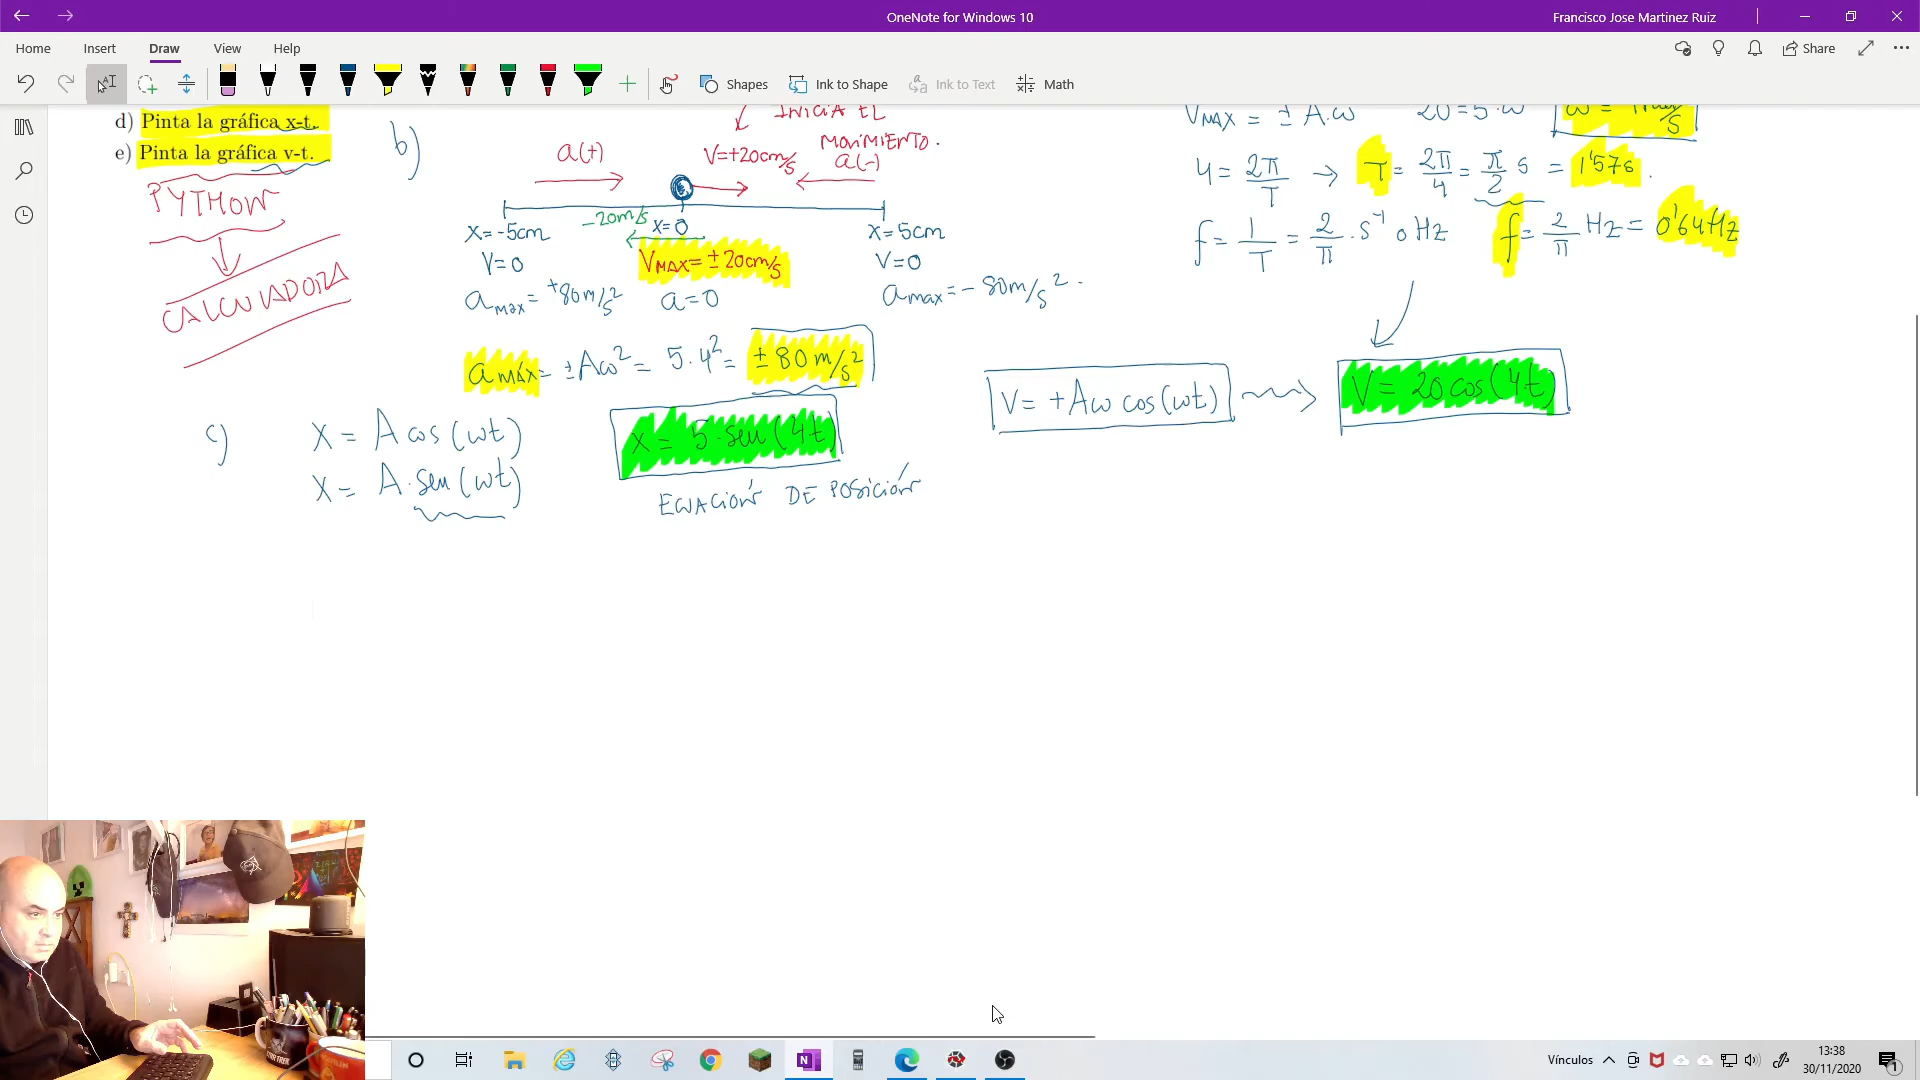 OneNote for Windows 10
Francisco Jose Martinez Ruiz
Home Insert Draw View Help
Share
Shapes Ink to Shape Ink to Text Math
d) Pinta la gráfica x-t.
e) Pinta la gráfica v-t.
PYTHON
CALCULADORA
b)
INICIA EL
MOVIMIENTO.
a(+)
V=+20cm/s
a(-)
-20m/s
X=-5cm
X=0
X=5cm
V=0
VMAX=±20cm/s
V=0
amax=+80m/s²
a=0
amax=-80m/s².
amáx=±Aω²=5.4²=±80m/s²
c)
X=Acos(ωt)
X=A.sen(ωt)
X=5.sen(4t)
ECUACIÓN DE POSICIÓN
VMAX=±A.ω 20=5.ω
4=2π/T → T=2π/4=π/2 s=1'57s.
f=1/T=2/π.s⁻¹ o Hz f=2/π Hz=0'64Hz
V=+Aω cos(ωt)
V=20cos(4t)
Vínculos
13:38
30/11/2020